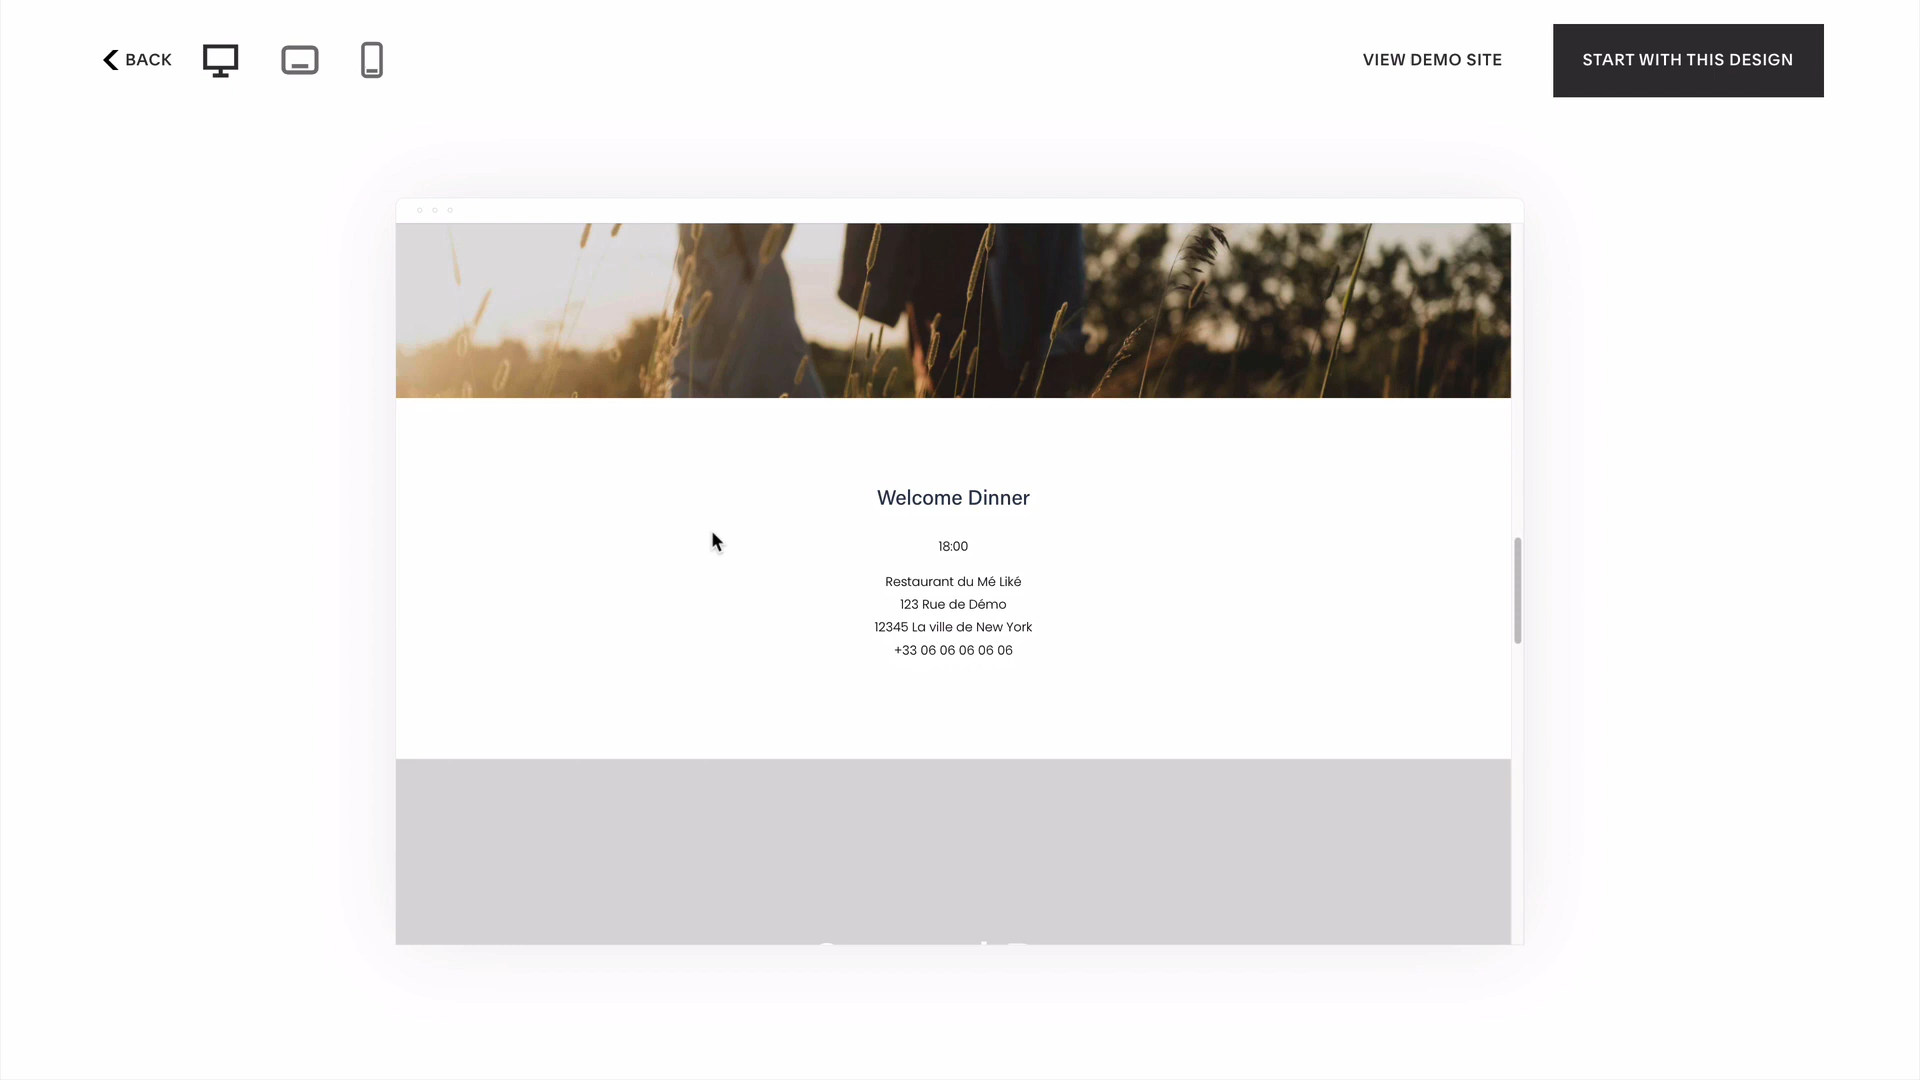 BACK
VIEW DEMO SITE
START WITH THIS DESIGN
Welcome Dinner
18:00
Restaurant du Mé Liké
123 Rue de Démo
12345 La ville de New York
+33 06 06 06 06 06